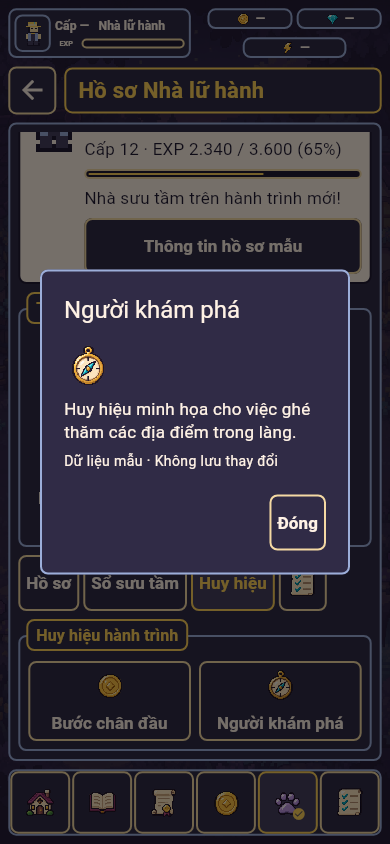 Cấp — Nhà lữ hành
EXP
—
—
—
Hồ sơ Nhà lữ hành
Cấp 12 · EXP 2.340 / 3.600 (65%)
Nhà sưu tầm trên hành trình mới!
Thông tin hồ sơ mẫu
Người khám phá
Huy hiệu minh họa cho việc ghé
thăm các địa điểm trong làng.
Dữ liệu mẫu · Không lưu thay đổi
Đóng
Hồ sơ
Sổ sưu tầm
Huy hiệu
Huy hiệu hành trình
Bước chân đầu
Người khám phá